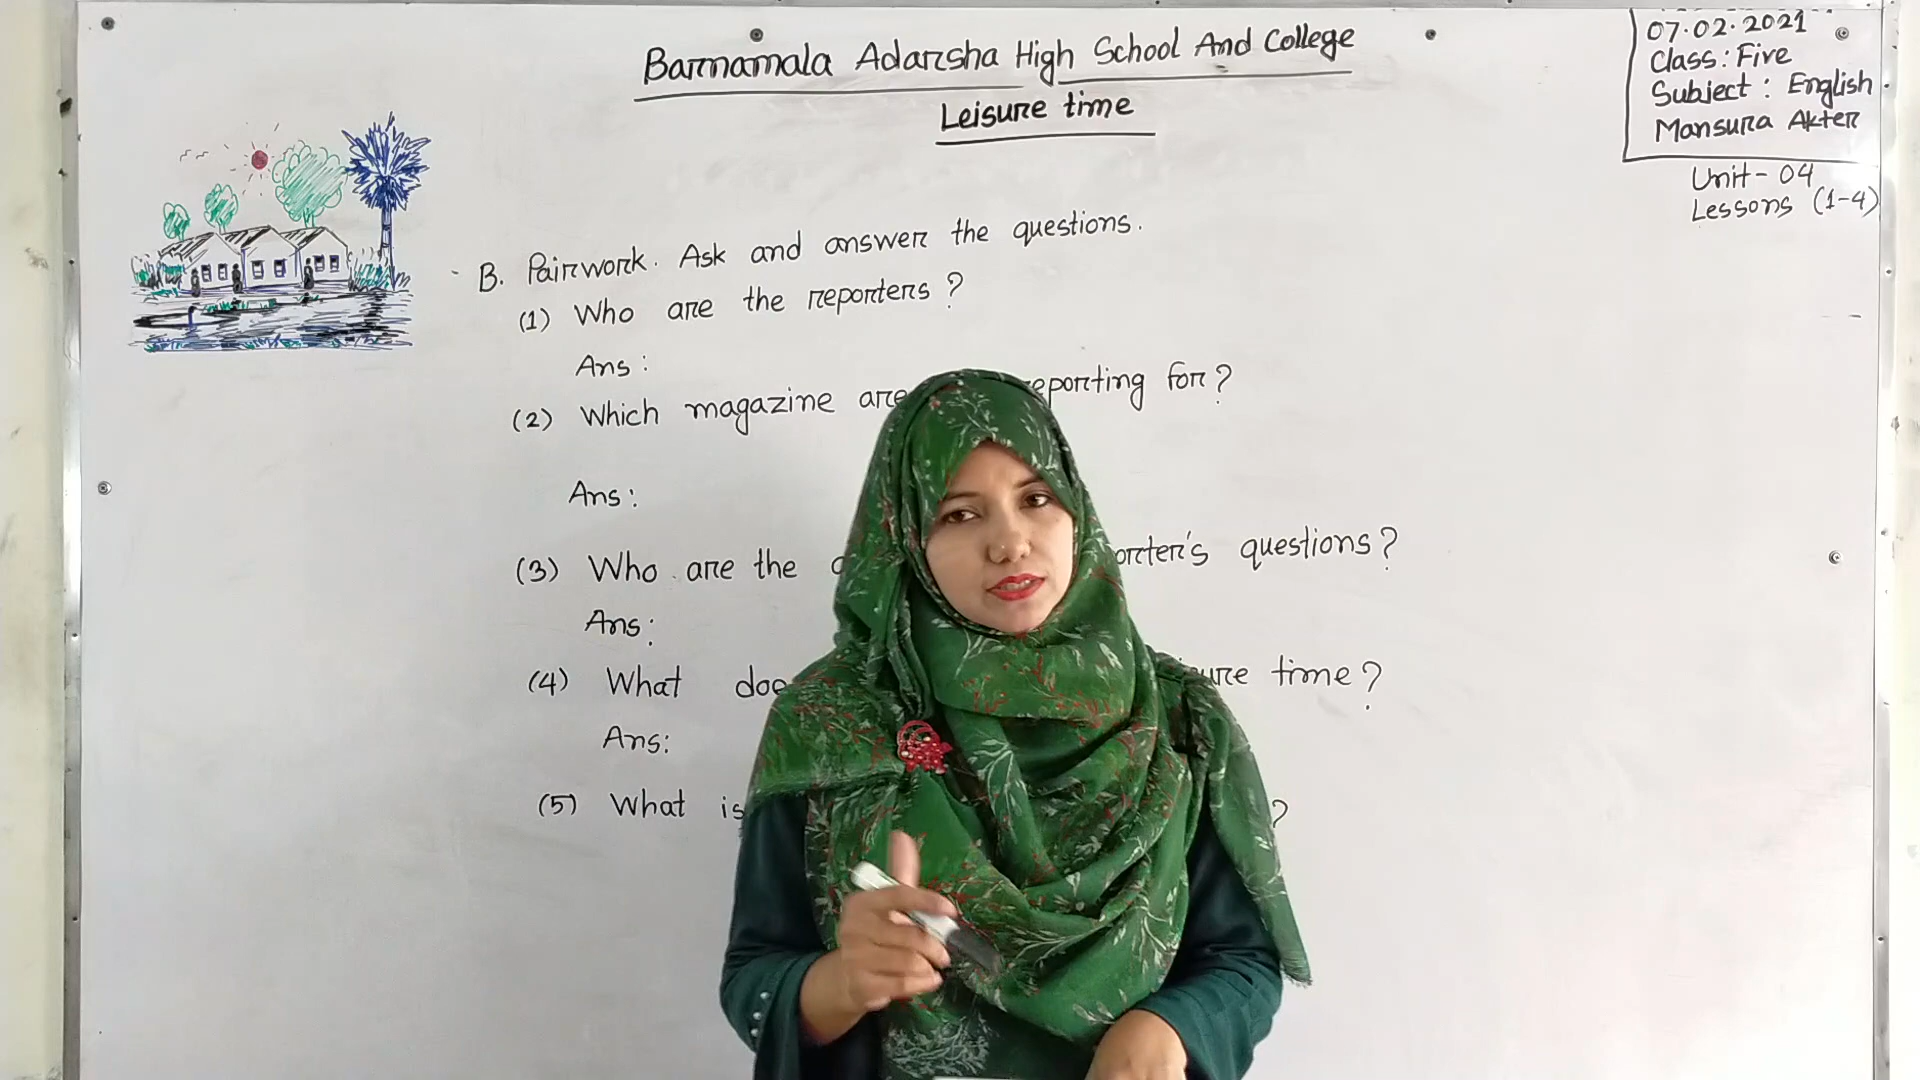 Barnamala Adarsha High School And College
Leisure time
07.02.2021
Class: Five
Subject: English
Mansura Akter
Unit-04
Lessons (1-4)
B. Pairwork. Ask and answer the questions.
(1) Who are the reporters?
Ans:
(2) Which magazine are reporting for?
Ans:
(3) Who are the questions?
Ans:
(4) What time?
Ans:
(5) What is ?